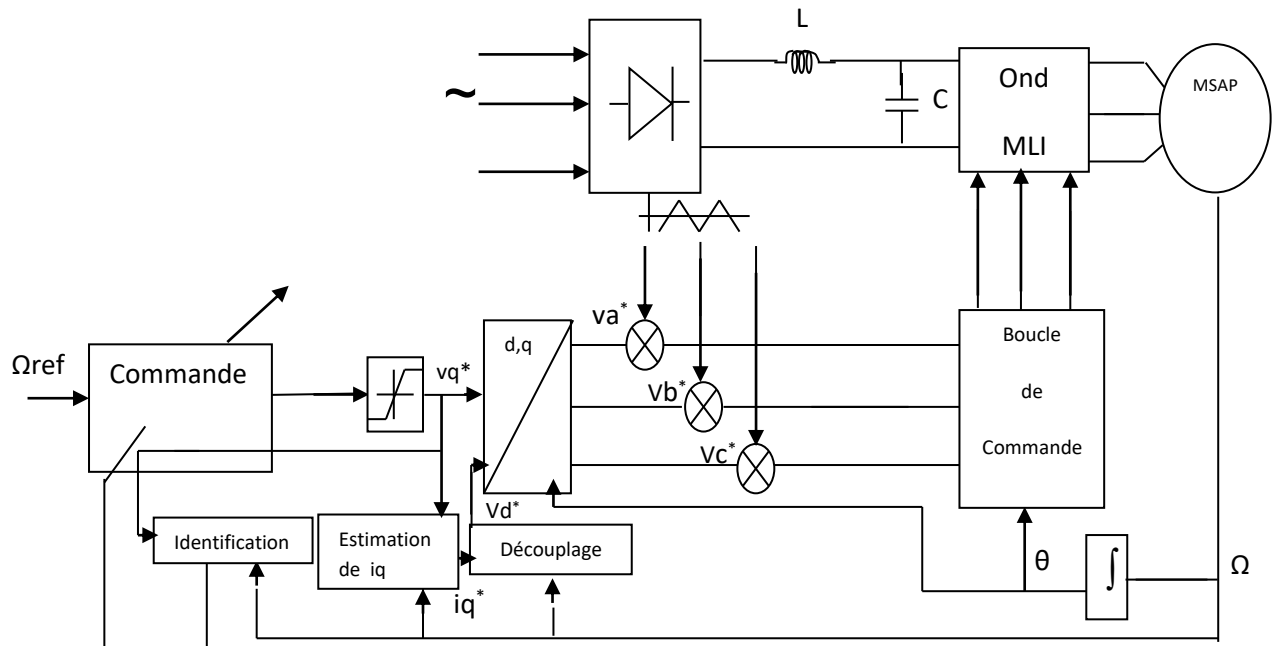 L
~
C
Ond
MLI
MSAP
Ωref
Commande
vq*
d,q
va*
Vb*
Vc*
Boucle
de
Commande
Vd*
Identification
Estimation
de iq
Découplage
iq*
θ
∫
Ω